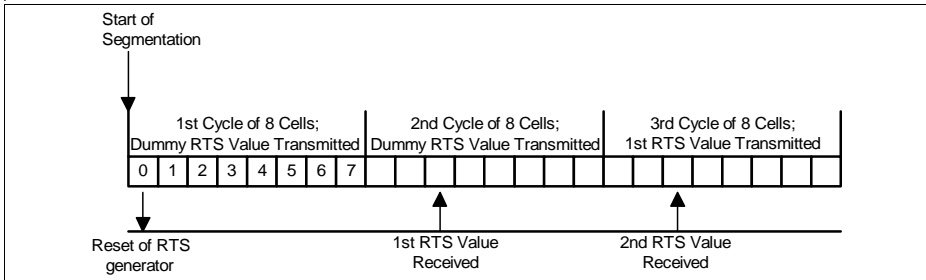 Start of
Segmentation
1st Cycle of 8 Cells;
Dummy RTS Value Transmitted
2nd Cycle of 8 Cells;
Dummy RTS Value Transmitted
3rd Cycle of 8 Cells;
1st RTS Value Transmitted
0 1 2 3 4 5 6 7
Reset of RTS
generator
1st RTS Value
Received
2nd RTS Value
Received